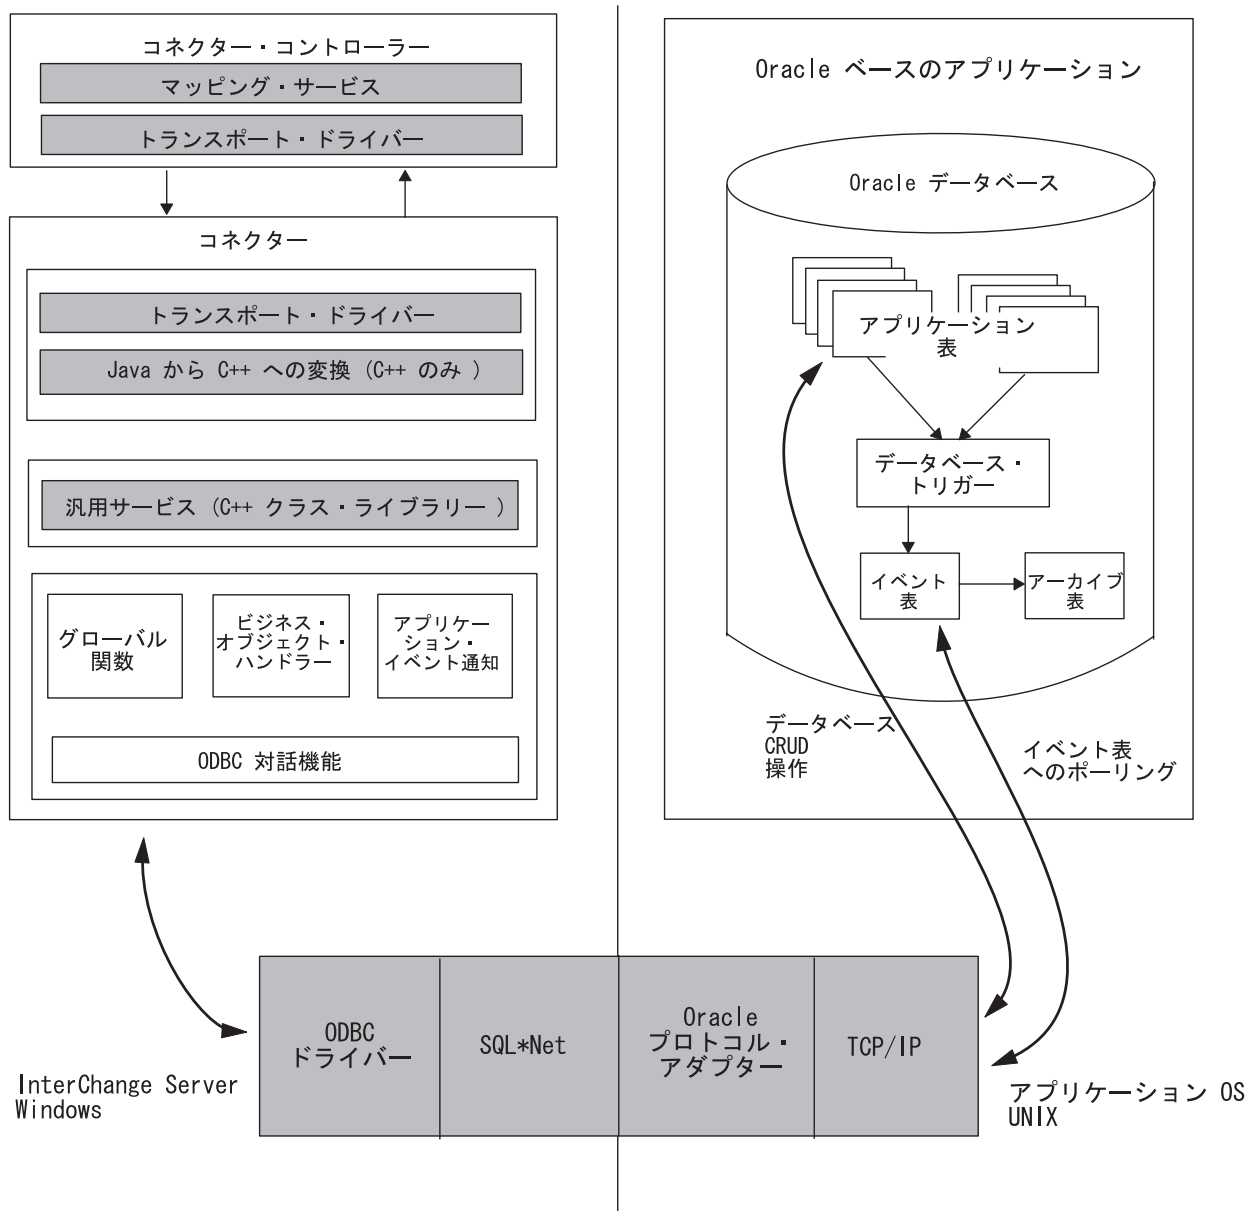 コネクター・コントローラー
マッピング・サービス
トランスポート・ドライバー
コネクター
トランスポート・ドライバー
Java から C++ への変換 (C++ のみ )
汎用サービス (C++ クラス・ライブラリー )
グローバル
関数
ビジネス・
オブジェクト・
ハンドラー
アプリケー
ション・
イベント通知
ODBC 対話機能
Oracle ベースのアプリケーション
Oracle データベース
アプリケーション
表
データベース・
トリガー
イベント
表
アーカイブ
表
データベース
CRUD
操作
イベント表
へのポーリング
ODBC
ドライバー
SQL*Net
Oracle
プロトコル・
アダプター
TCP/IP
InterChange Server
Windows
アプリケーション OS
UNIX